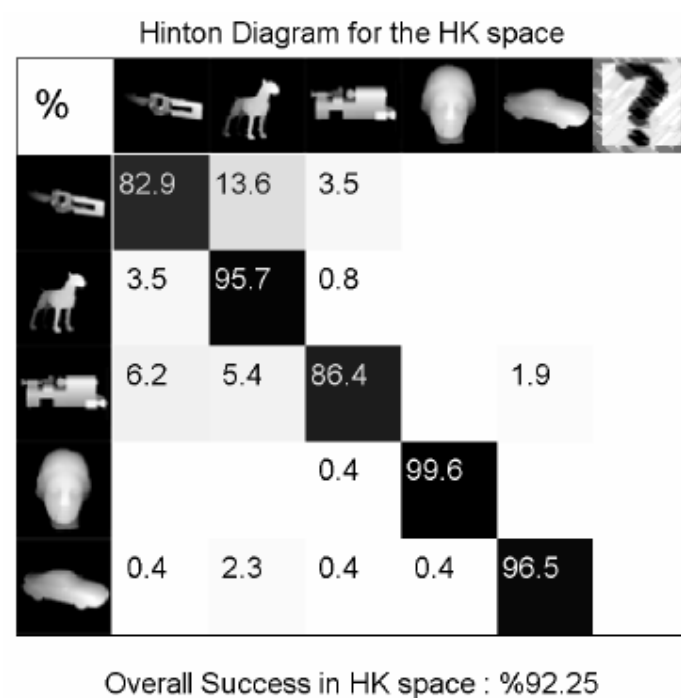 Hinton Diagram for the HK space
% ?
82.9 13.6 3.5
3.5 95.7 0.8
6.2 5.4 86.4 1.9
0.4 99.6
0.4 2.3 0.4 0.4 96.5
Overall Success in HK space : %92.25